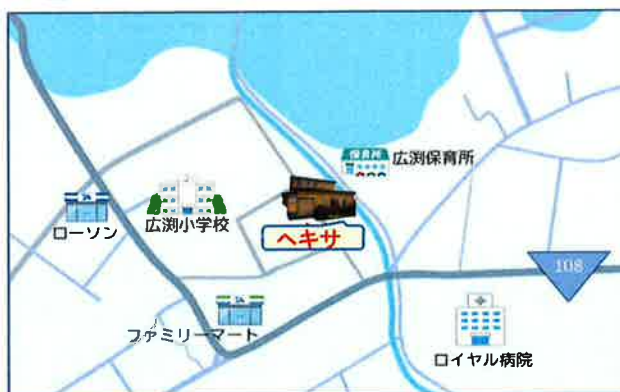 保育所
広渕保育所
広渕小学校
ローソン
ヘキサ
108
ファミリーマート
ロイヤル病院